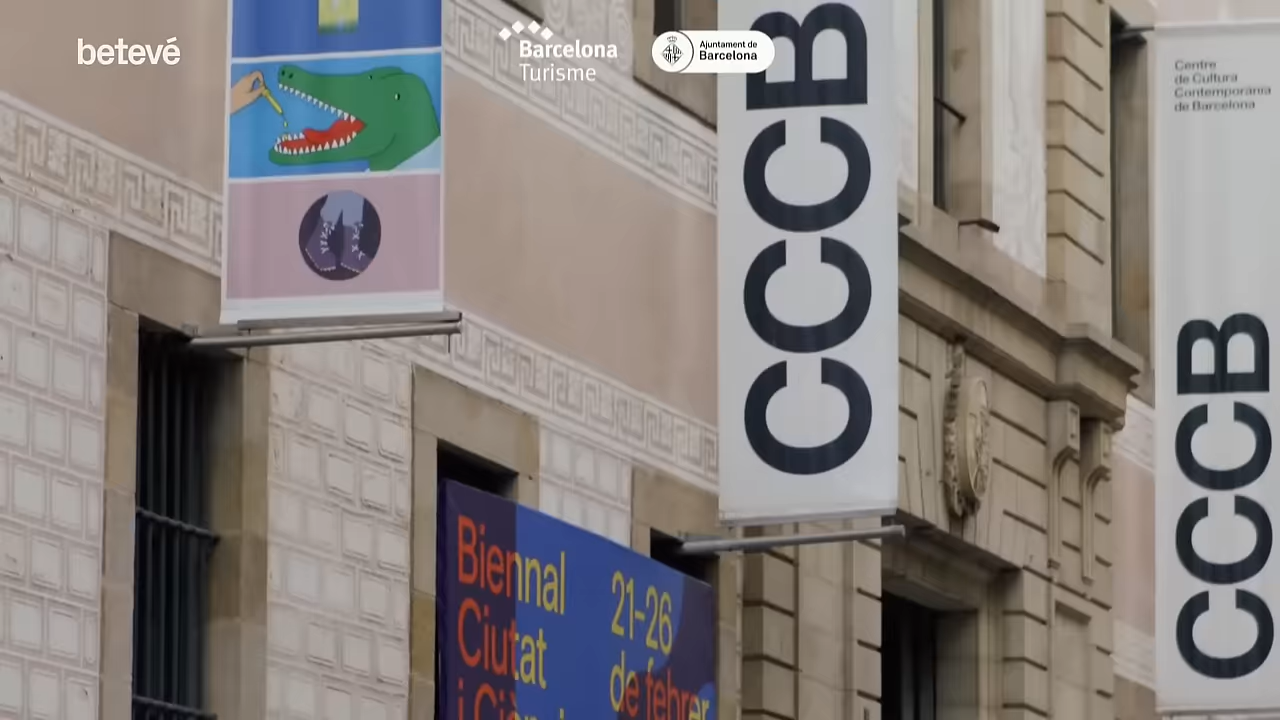 betevé
Barcelona
Turisme
Ajuntament de
Barcelona
CCCB
Centre
de Cultura
Contemporània
de Barcelona
CCCB
Biennal
Ciutat
21-26
de febrer